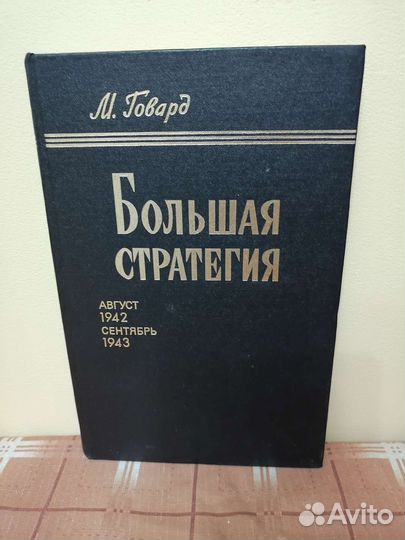 М. Говард
БОЛЬШАЯ
СТРАТЕГИЯ
АВГУСТ
1942
СЕНТЯБРЬ
1943
Avito